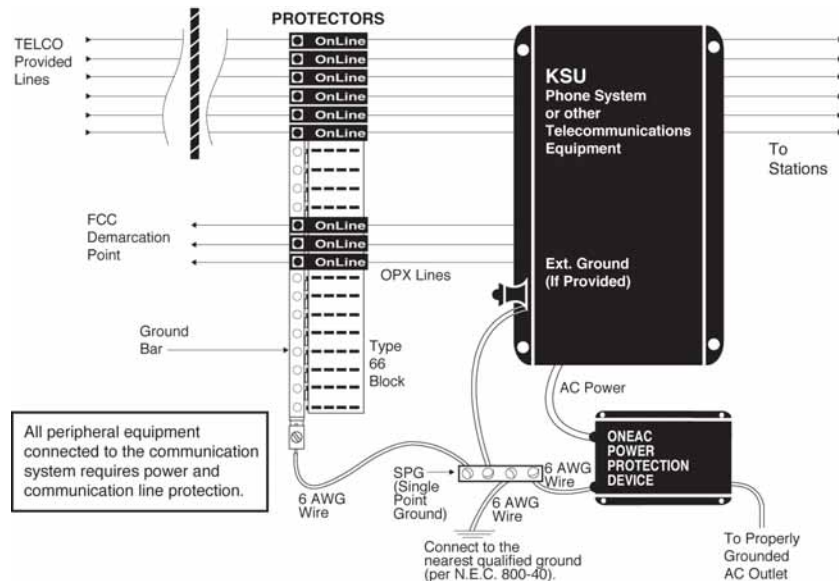 PROTECTORS
TELCO
Provided
Lines
OnLine
OnLine
OnLine
OnLine
OnLine
OnLine
KSU
Phone System
or other
Telecommunications
Equipment
To
Stations
FCC
Demarcation
Point
OnLine
OnLine
OnLine
OPX Lines
Ext. Ground
(If Provided)
Ground
Bar
Type
66
Block
AC Power
All peripheral equipment
connected to the communication
system requires power and
communication line protection.
6 AWG
Wire
SPG
(Single
Point
Ground)
6 AWG
Wire
6 AWG
Wire
ONEAC
POWER
PROTECTION
DEVICE
Connect to the
nearest qualified ground
(per N.E.C. 800-40).
To Properly
Grounded
AC Outlet